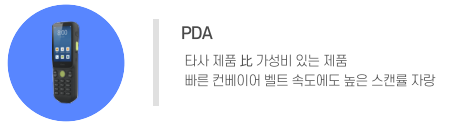 PDA
타사 제품 比 가성비 있는 제품
빠른 컨베이어 벨트 속도에도 높은 스캔률 자랑